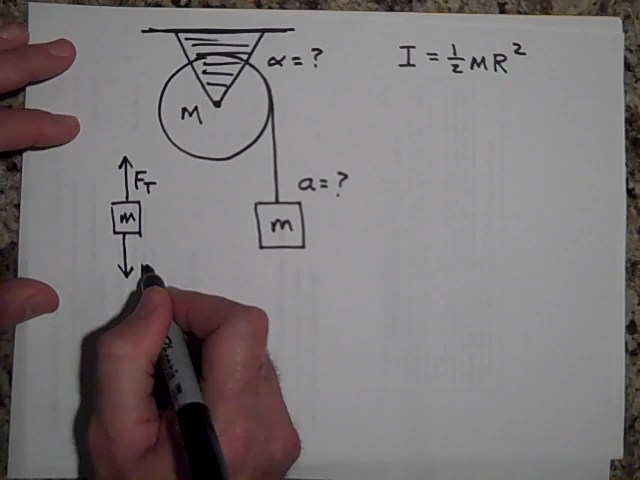 α = ?
I = ½ MR²
M
F_T
a = ?
m
m